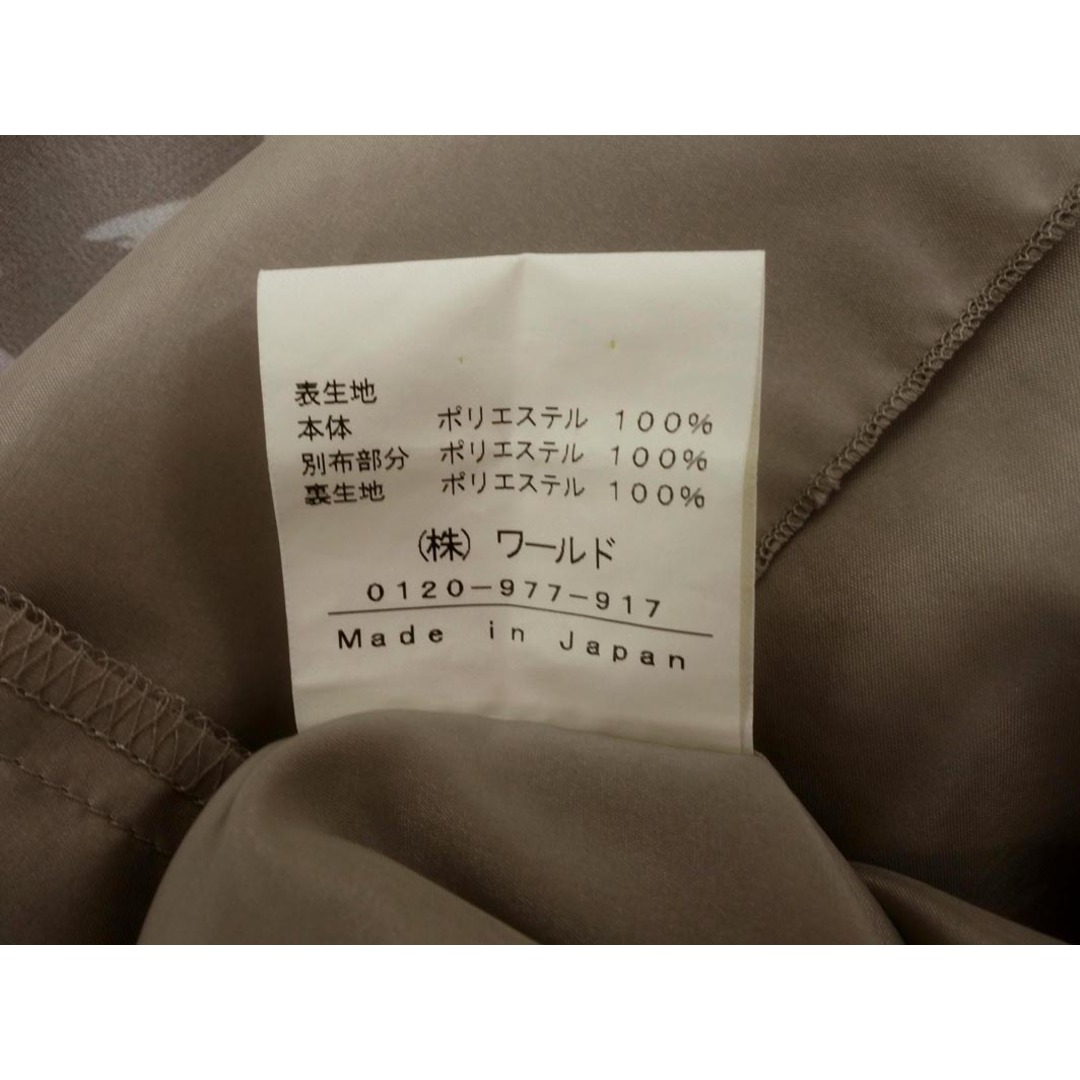 表生地
本体 ポリエステル 100%
別布部分 ポリエステル 100%
裏生地 ポリエステル 100%
(株) ワールド
0120-977-917
Made in Japan